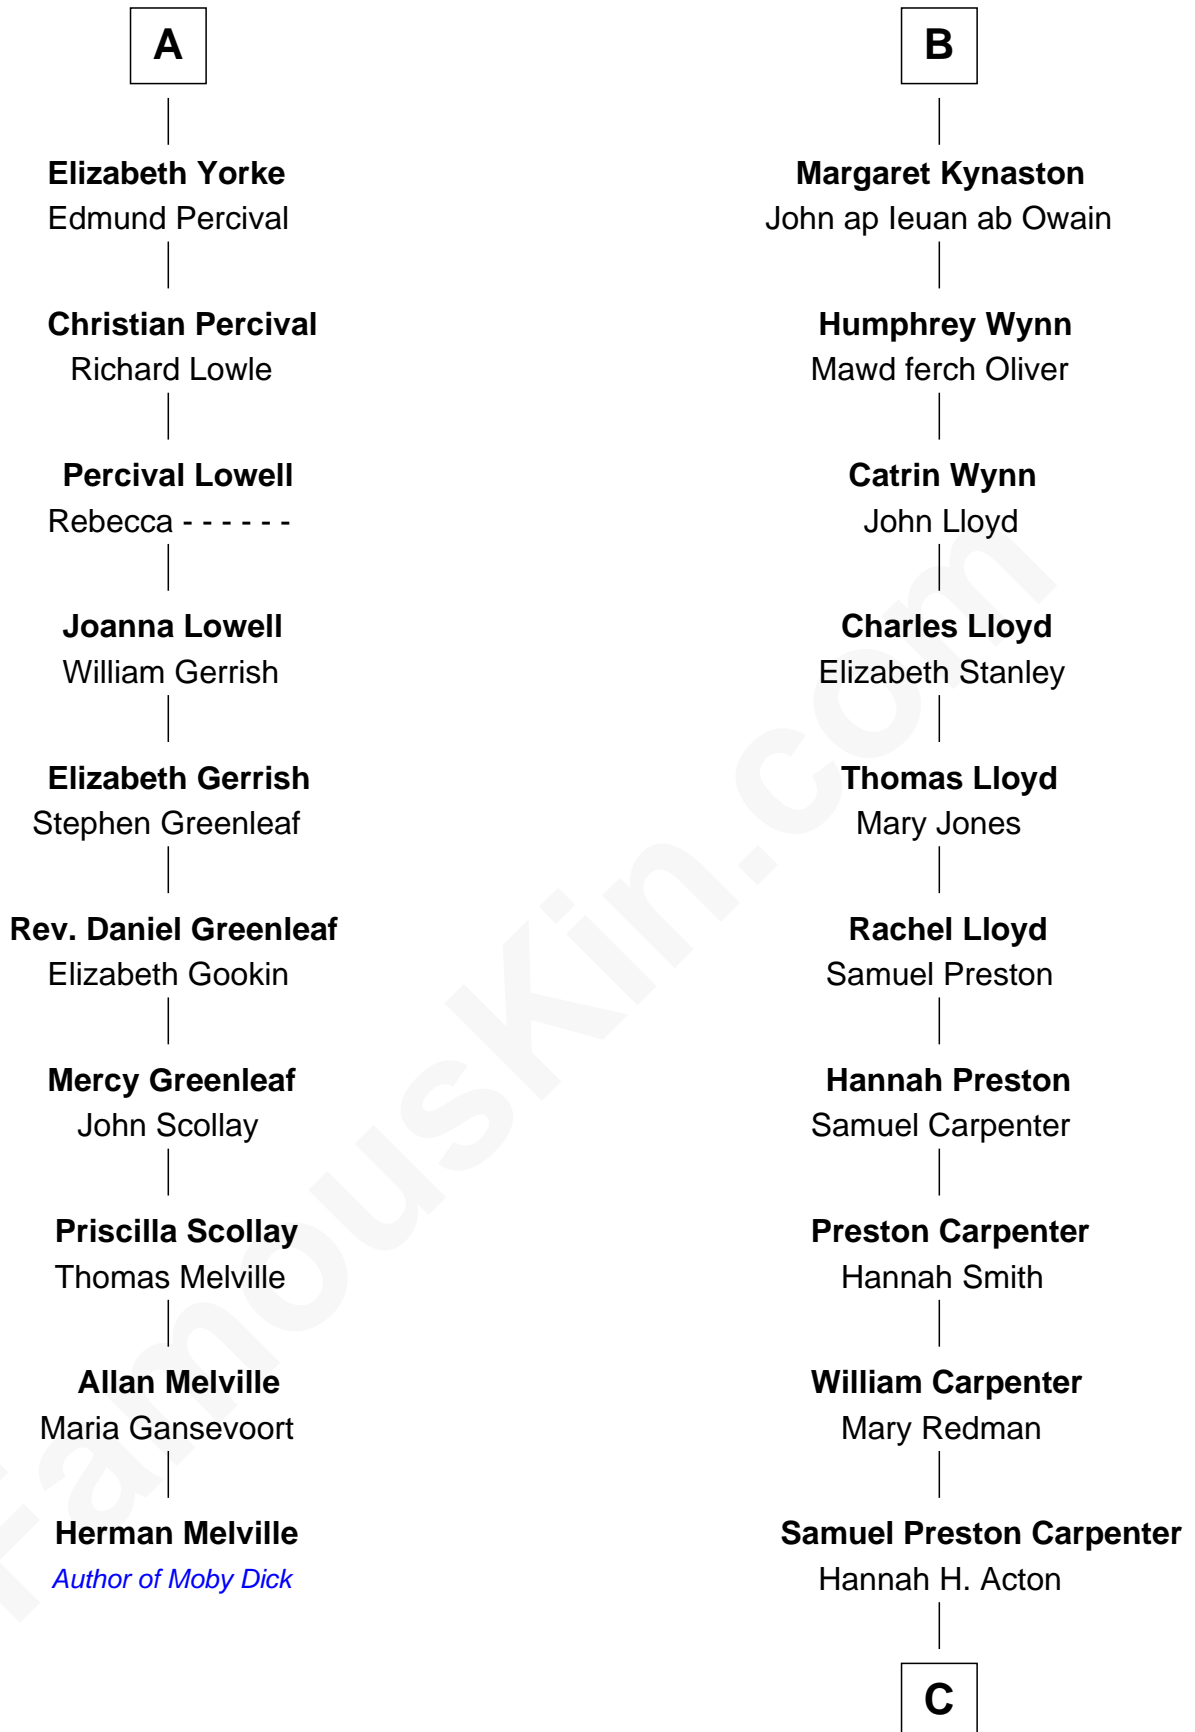 A
Elizabeth Yorke
Edmund Percival
Christian Percival
Richard Lowle
Percival Lowell
Rebecca - - - - - -
Joanna Lowell
William Gerrish
Elizabeth Gerrish
Stephen Greenleaf
Rev. Daniel Greenleaf
Elizabeth Gookin
Mercy Greenleaf
John Scollay
Priscilla Scollay
Thomas Melville
Allan Melville
Maria Gansevoort
Herman Melville
Author of Moby Dick
B
Margaret Kynaston
John ap Ieuan ab Owain
Humphrey Wynn
Mawd ferch Oliver
Catrin Wynn
John Lloyd
Charles Lloyd
Elizabeth Stanley
Thomas Lloyd
Mary Jones
Rachel Lloyd
Samuel Preston
Hannah Preston
Samuel Carpenter
Preston Carpenter
Hannah Smith
William Carpenter
Mary Redman
Samuel Preston Carpenter
Hannah H. Acton
C
FamousKin.com